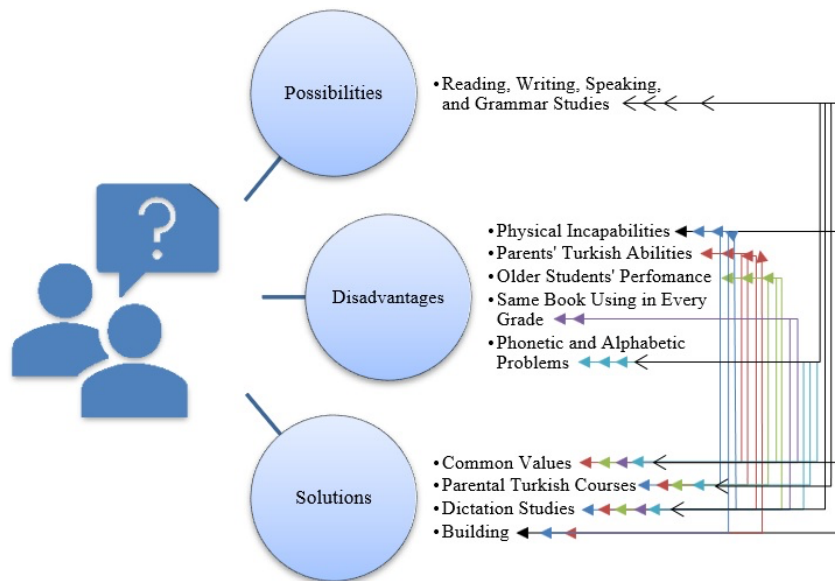 Possibilities
•Reading, Writing, Speaking,
and Grammar Studies
?
Disadvantages
•Physical Incapabilities
•Parents' Turkish Abilities
•Older Students' Perfomance
•Same Book Using in Every
Grade
•Phonetic and Alphabetic
Problems
Solutions
•Common Values
•Parental Turkish Courses
•Dictation Studies
•Building